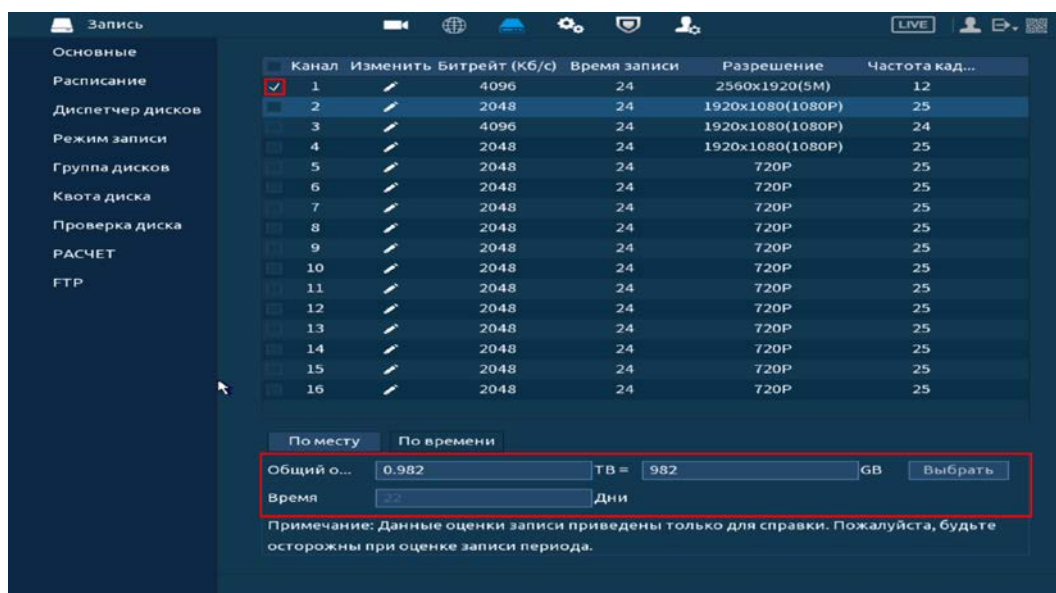 Запись LIVE
Основные
Расписание
Диспетчер дисков
Режим записи
Группа дисков
Квота диска
Проверка диска
РАСЧЕТ
FTP
Канал Изменить Битрейт (Кб/с) Время записи Разрешение Частота кад...
1 4096 24 2560x1920(5M) 12
2 2048 24 1920x1080(1080P) 25
3 4096 24 1920x1080(1080P) 24
4 2048 24 1920x1080(1080P) 25
5 2048 24 720P 25
6 2048 24 720P 25
7 2048 24 720P 25
8 2048 24 720P 25
9 2048 24 720P 25
10 2048 24 720P 25
11 2048 24 720P 25
12 2048 24 720P 25
13 2048 24 720P 25
14 2048 24 720P 25
15 2048 24 720P 25
16 2048 24 720P 25
По месту По времени
Общий о... 0.982 TB = 982 GB Выбрать
Время 22 Дни
Примечание: Данные оценки записи приведены только для справки. Пожалуйста, будьте
осторожны при оценке записи периода.